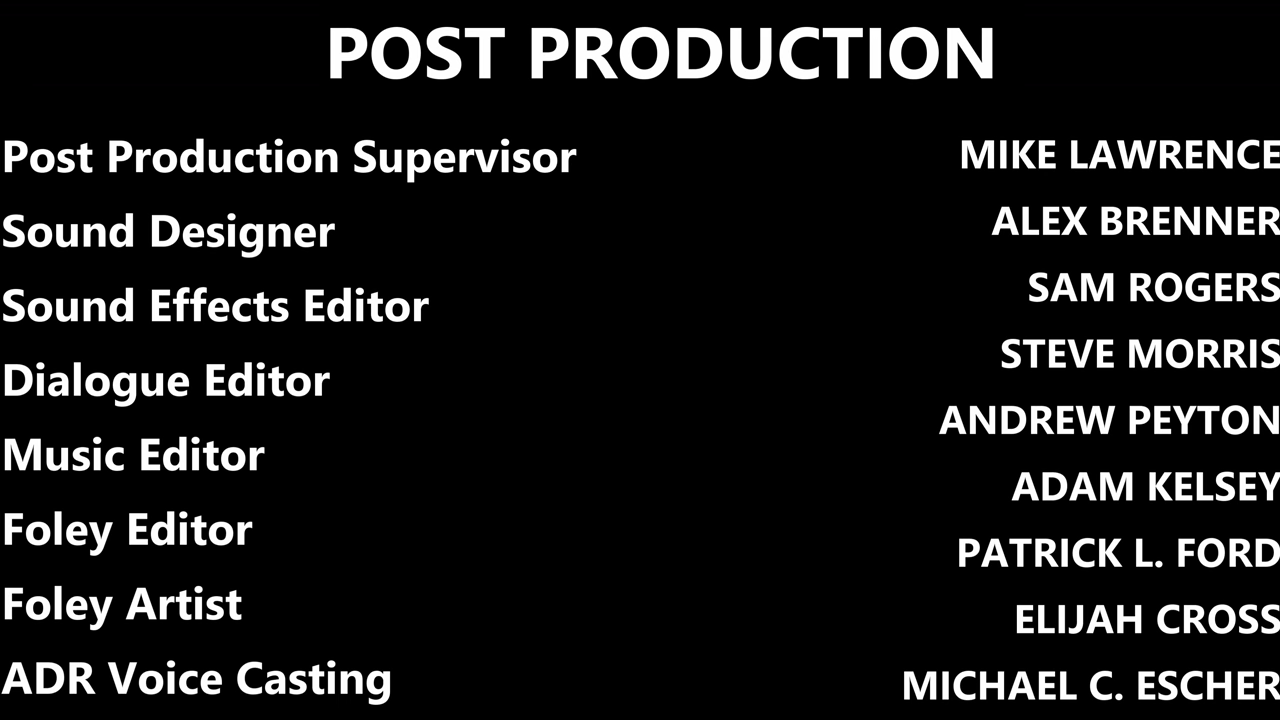 POST PRODUCTION
Post Production Supervisor
MIKE LAWRENCE
Sound Designer
ALEX BRENNER
Sound Effects Editor
SAM ROGERS
Dialogue Editor
STEVE MORRIS
Music Editor
ANDREW PEYTON
Foley Editor
ADAM KELSEY
Foley Artist
PATRICK L. FORD
ELIJAH CROSS
ADR Voice Casting
MICHAEL C. ESCHER